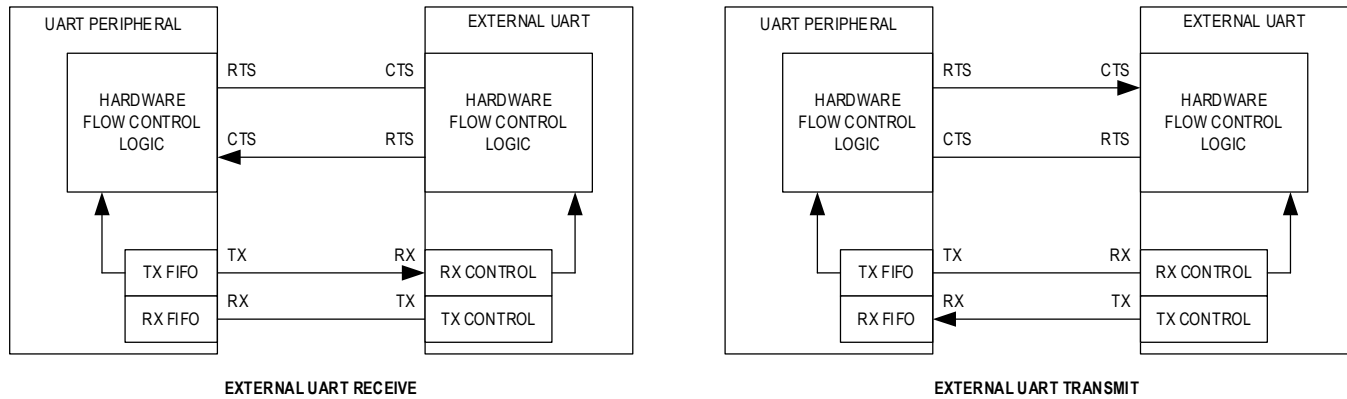 UART PERIPHERAL
EXTERNAL UART
HARDWARE
FLOW CONTROL
LOGIC
RTS
CTS
HARDWARE
FLOW CONTROL
LOGIC
CTS
RTS
TX FIFO
TX
RX
RX CONTROL
RX FIFO
RX
TX
TX CONTROL
EXTERNAL UART RECEIVE
UART PERIPHERAL
EXTERNAL UART
HARDWARE
FLOW CONTROL
LOGIC
RTS
CTS
HARDWARE
FLOW CONTROL
LOGIC
CTS
RTS
TX FIFO
TX
RX
RX CONTROL
RX FIFO
RX
TX
TX CONTROL
EXTERNAL UART TRANSMIT